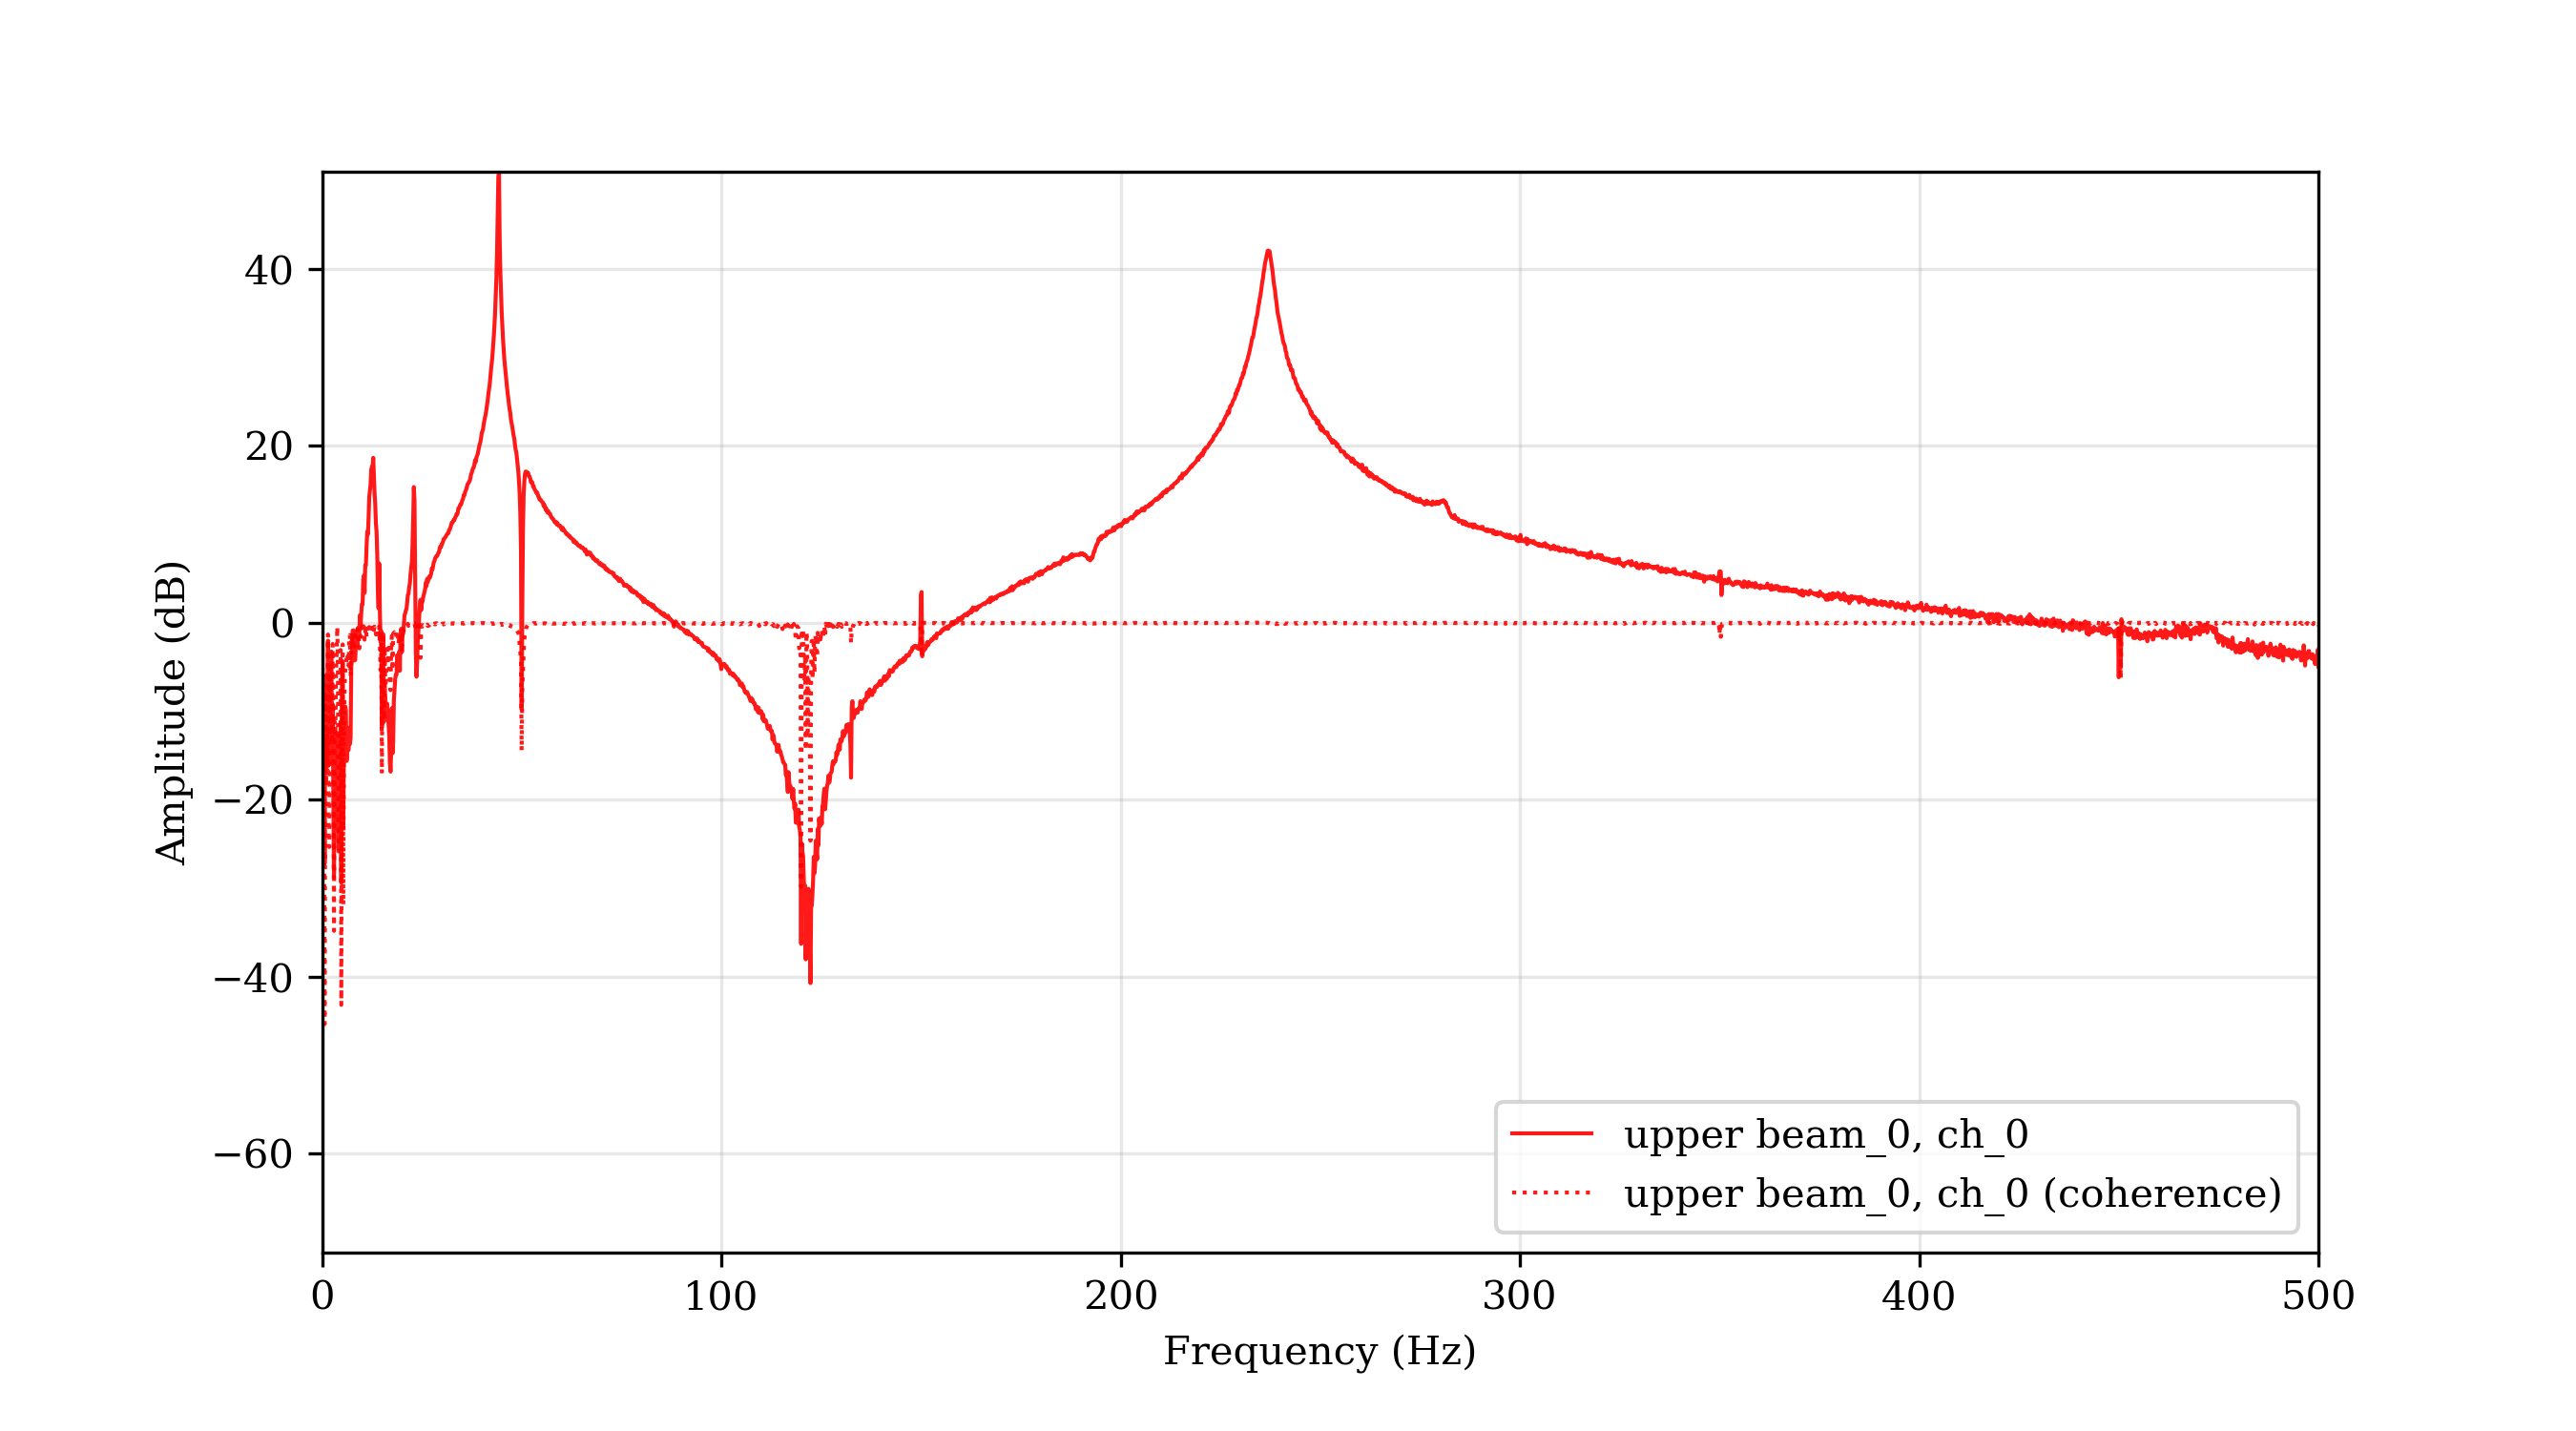 40
20
0
−20
−40
−60
Amplitude (dB)
0 100 200 300 400 500
Frequency (Hz)
upper beam_0, ch_0
upper beam_0, ch_0 (coherence)